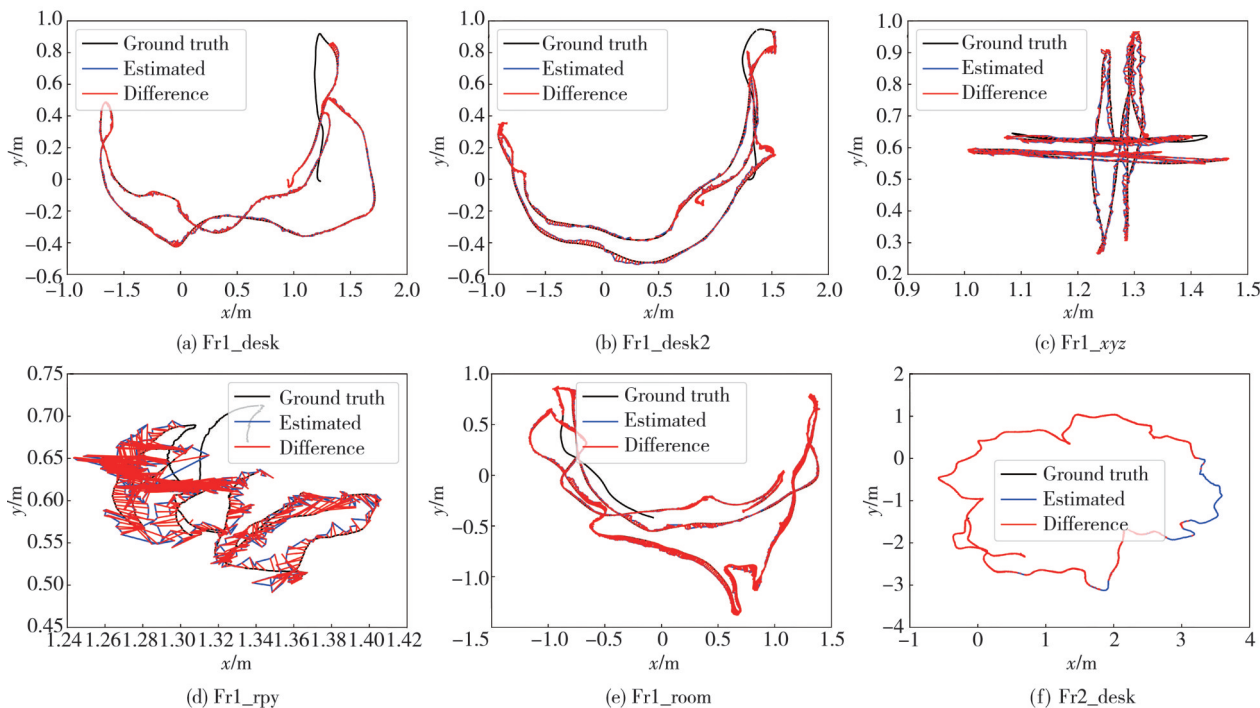 1.0
0.8
0.6
0.4
0.2
0
−0.2
−0.4
−0.6
y/m
Ground truth
Estimated
Difference
−1.0 −0.5 0 0.5 1.0 1.5 2.0
x/m
(a) Fr1_desk
1.0
0.8
0.6
0.4
0.2
0
−0.2
−0.4
−0.6
y/m
Ground truth
Estimated
Difference
−1.0 −0.5 0 0.5 1.0 1.5 2.0
x/m
(b) Fr1_desk2
1.0
0.9
0.8
0.7
0.6
0.5
0.4
0.3
0.2
y/m
Ground truth
Estimated
Difference
0.9 1.0 1.1 1.2 1.3 1.4 1.5
x/m
(c) Fr1_xyz
0.75
0.70
0.65
0.60
0.55
0.50
0.45
y/m
Ground truth
Estimated
Difference
1.24 1.26 1.28 1.30 1.32 1.34 1.36 1.38 1.40 1.42
x/m
(d) Fr1_rpy
1.0
0.5
0
−0.5
−1.0
−1.5
y/m
Ground truth
Estimated
Difference
−1.5 −1.0 −0.5 0 0.5 1.0 1.5
x/m
(e) Fr1_room
2
1
0
−1
−2
−3
−4
y/m
Ground truth
Estimated
Difference
−1 0 1 2 3 4
x/m
(f) Fr2_desk